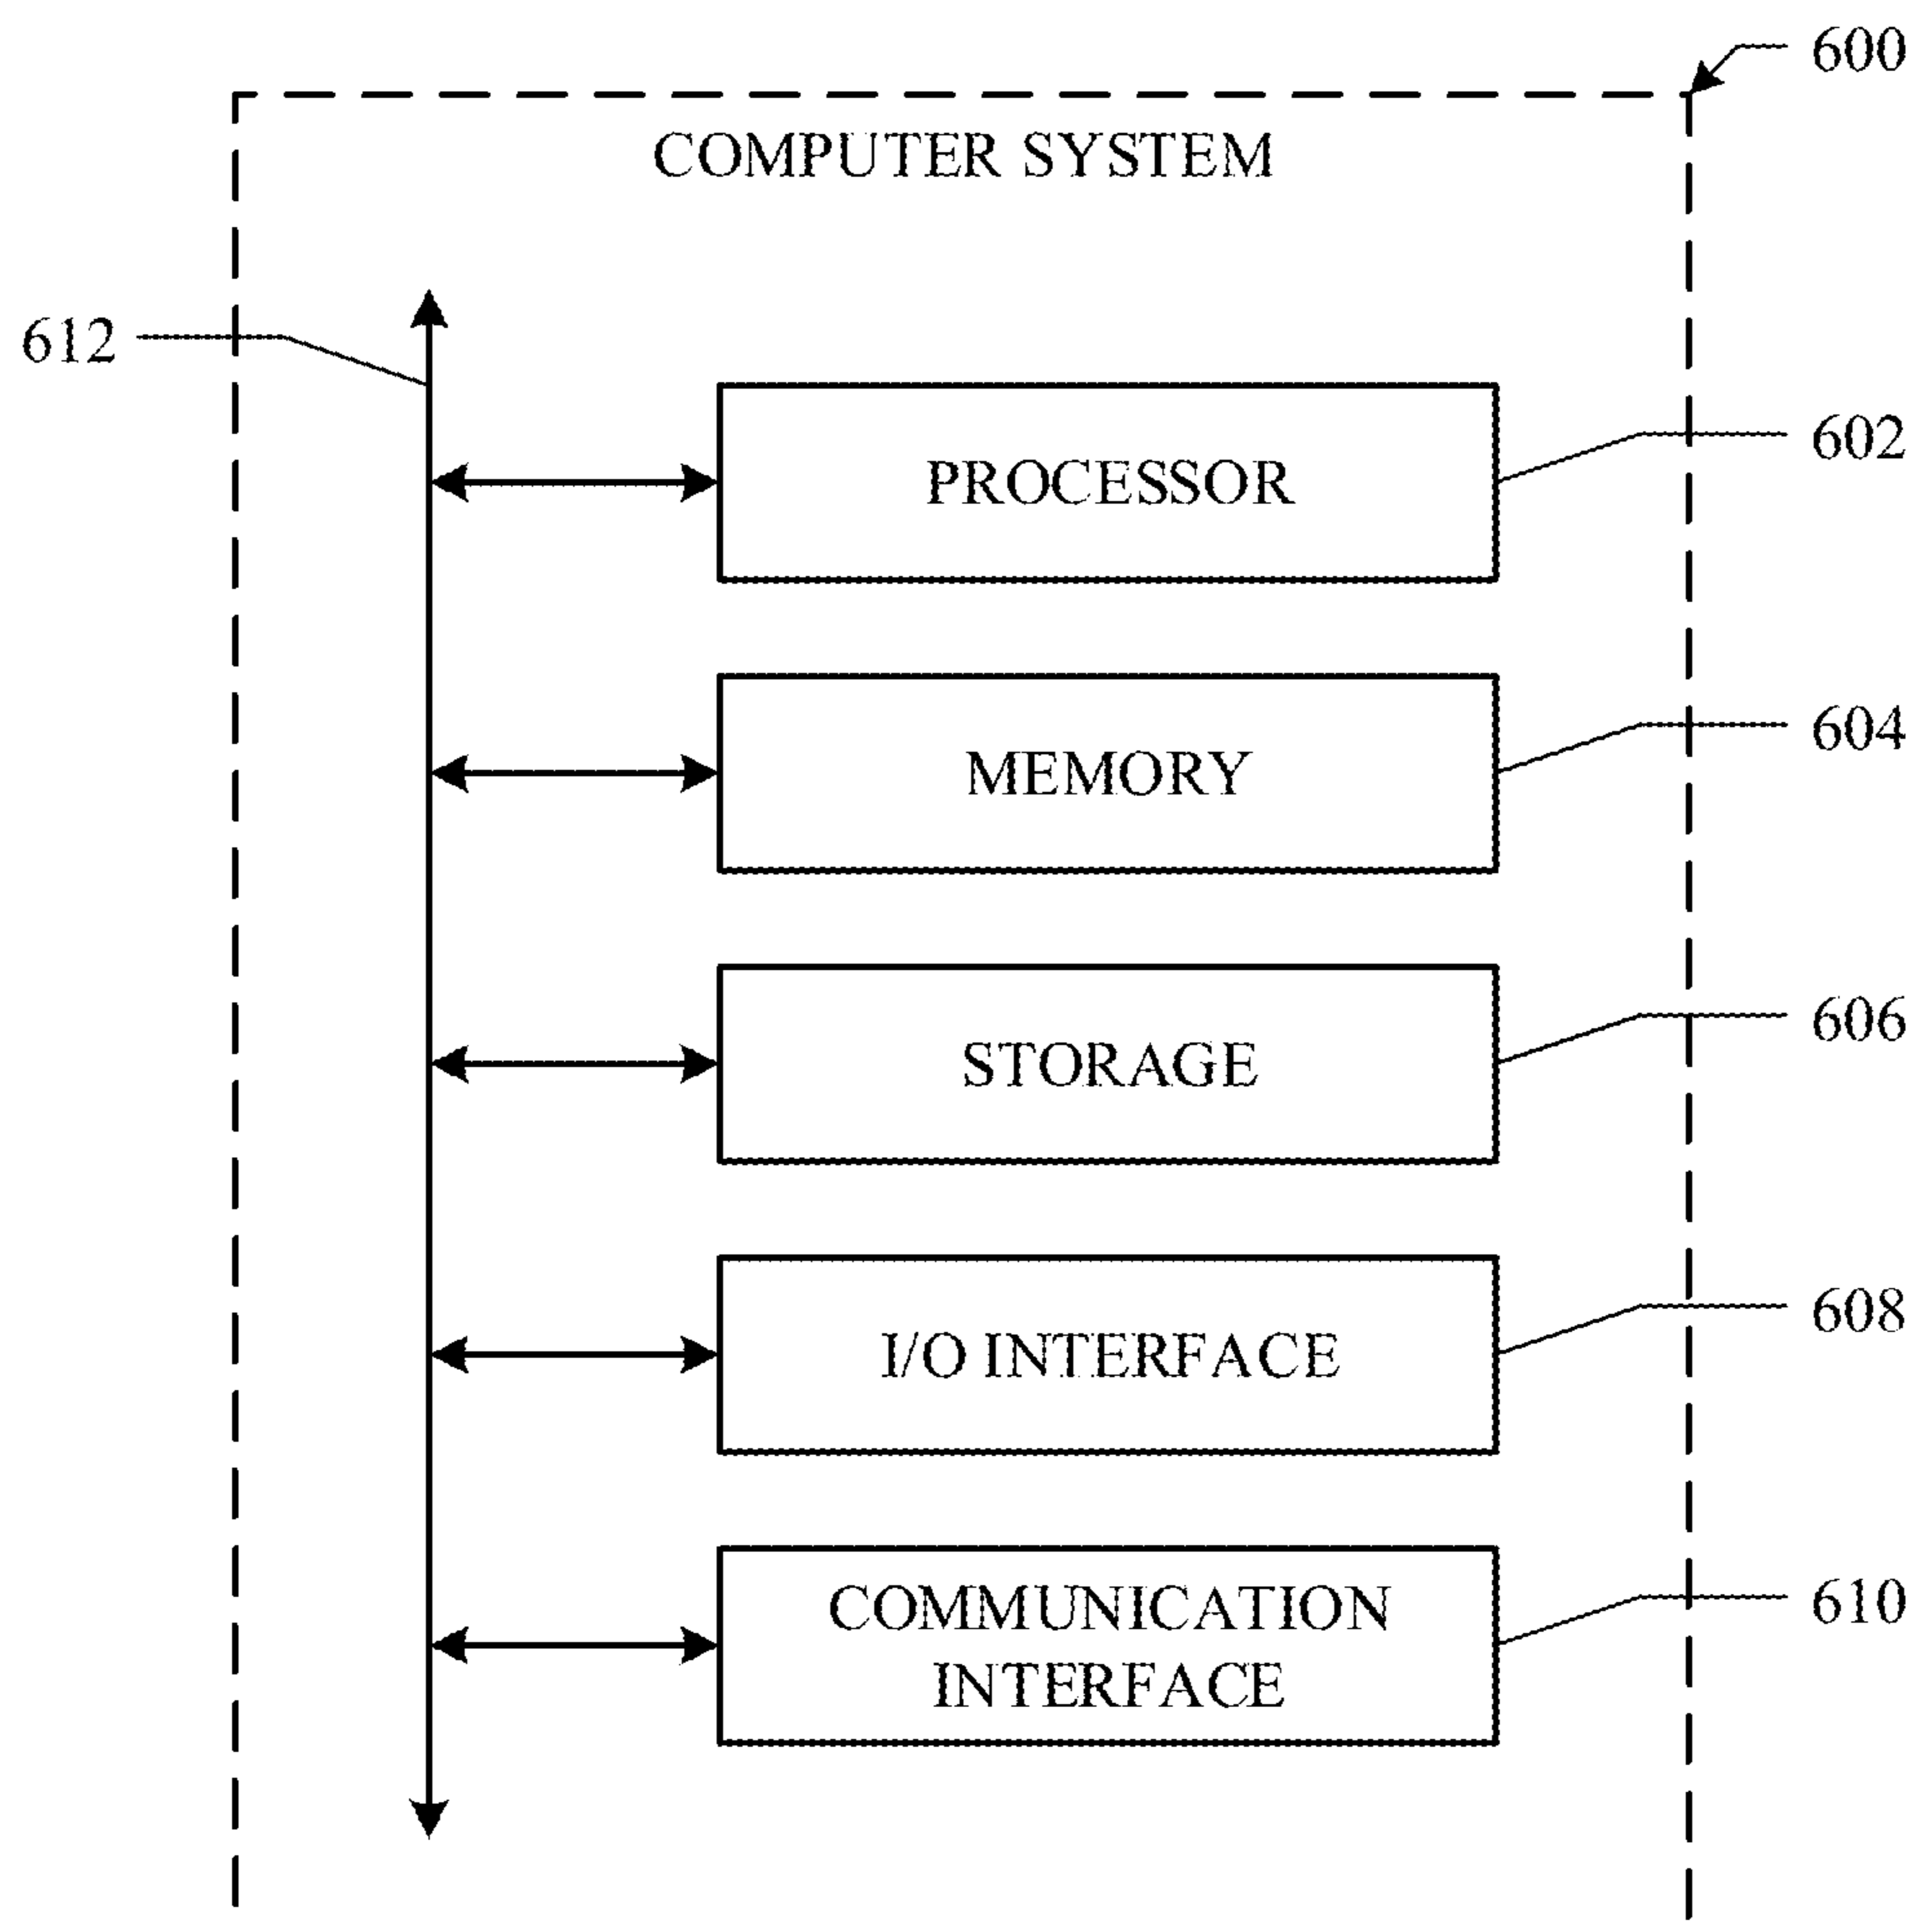 600
COMPUTER SYSTEM
612
PROCESSOR
602
MEMORY
604
STORAGE
606
I/O INTERFACE
608
COMMUNICATION
INTERFACE
610